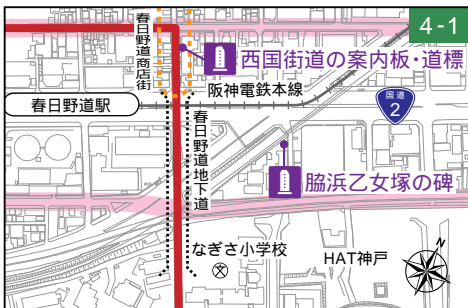 4-1
春日野道商店街
西国街道の案内板・道標
阪神電鉄本線
春日野道駅
国道
2
春日野道地下道
脇浜乙女塚の碑
なぎさ小学校
文
HAT神戸
N